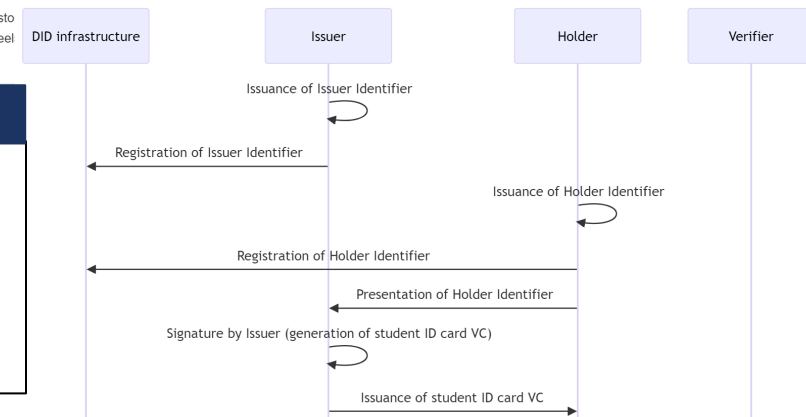 sto
eel
DID infrastructure
Issuer
Holder
Verifier
Issuance of Issuer Identifier
Registration of Issuer Identifier
Issuance of Holder Identifier
Registration of Holder Identifier
Presentation of Holder Identifier
Signature by Issuer (generation of student ID card VC)
Issuance of student ID card VC